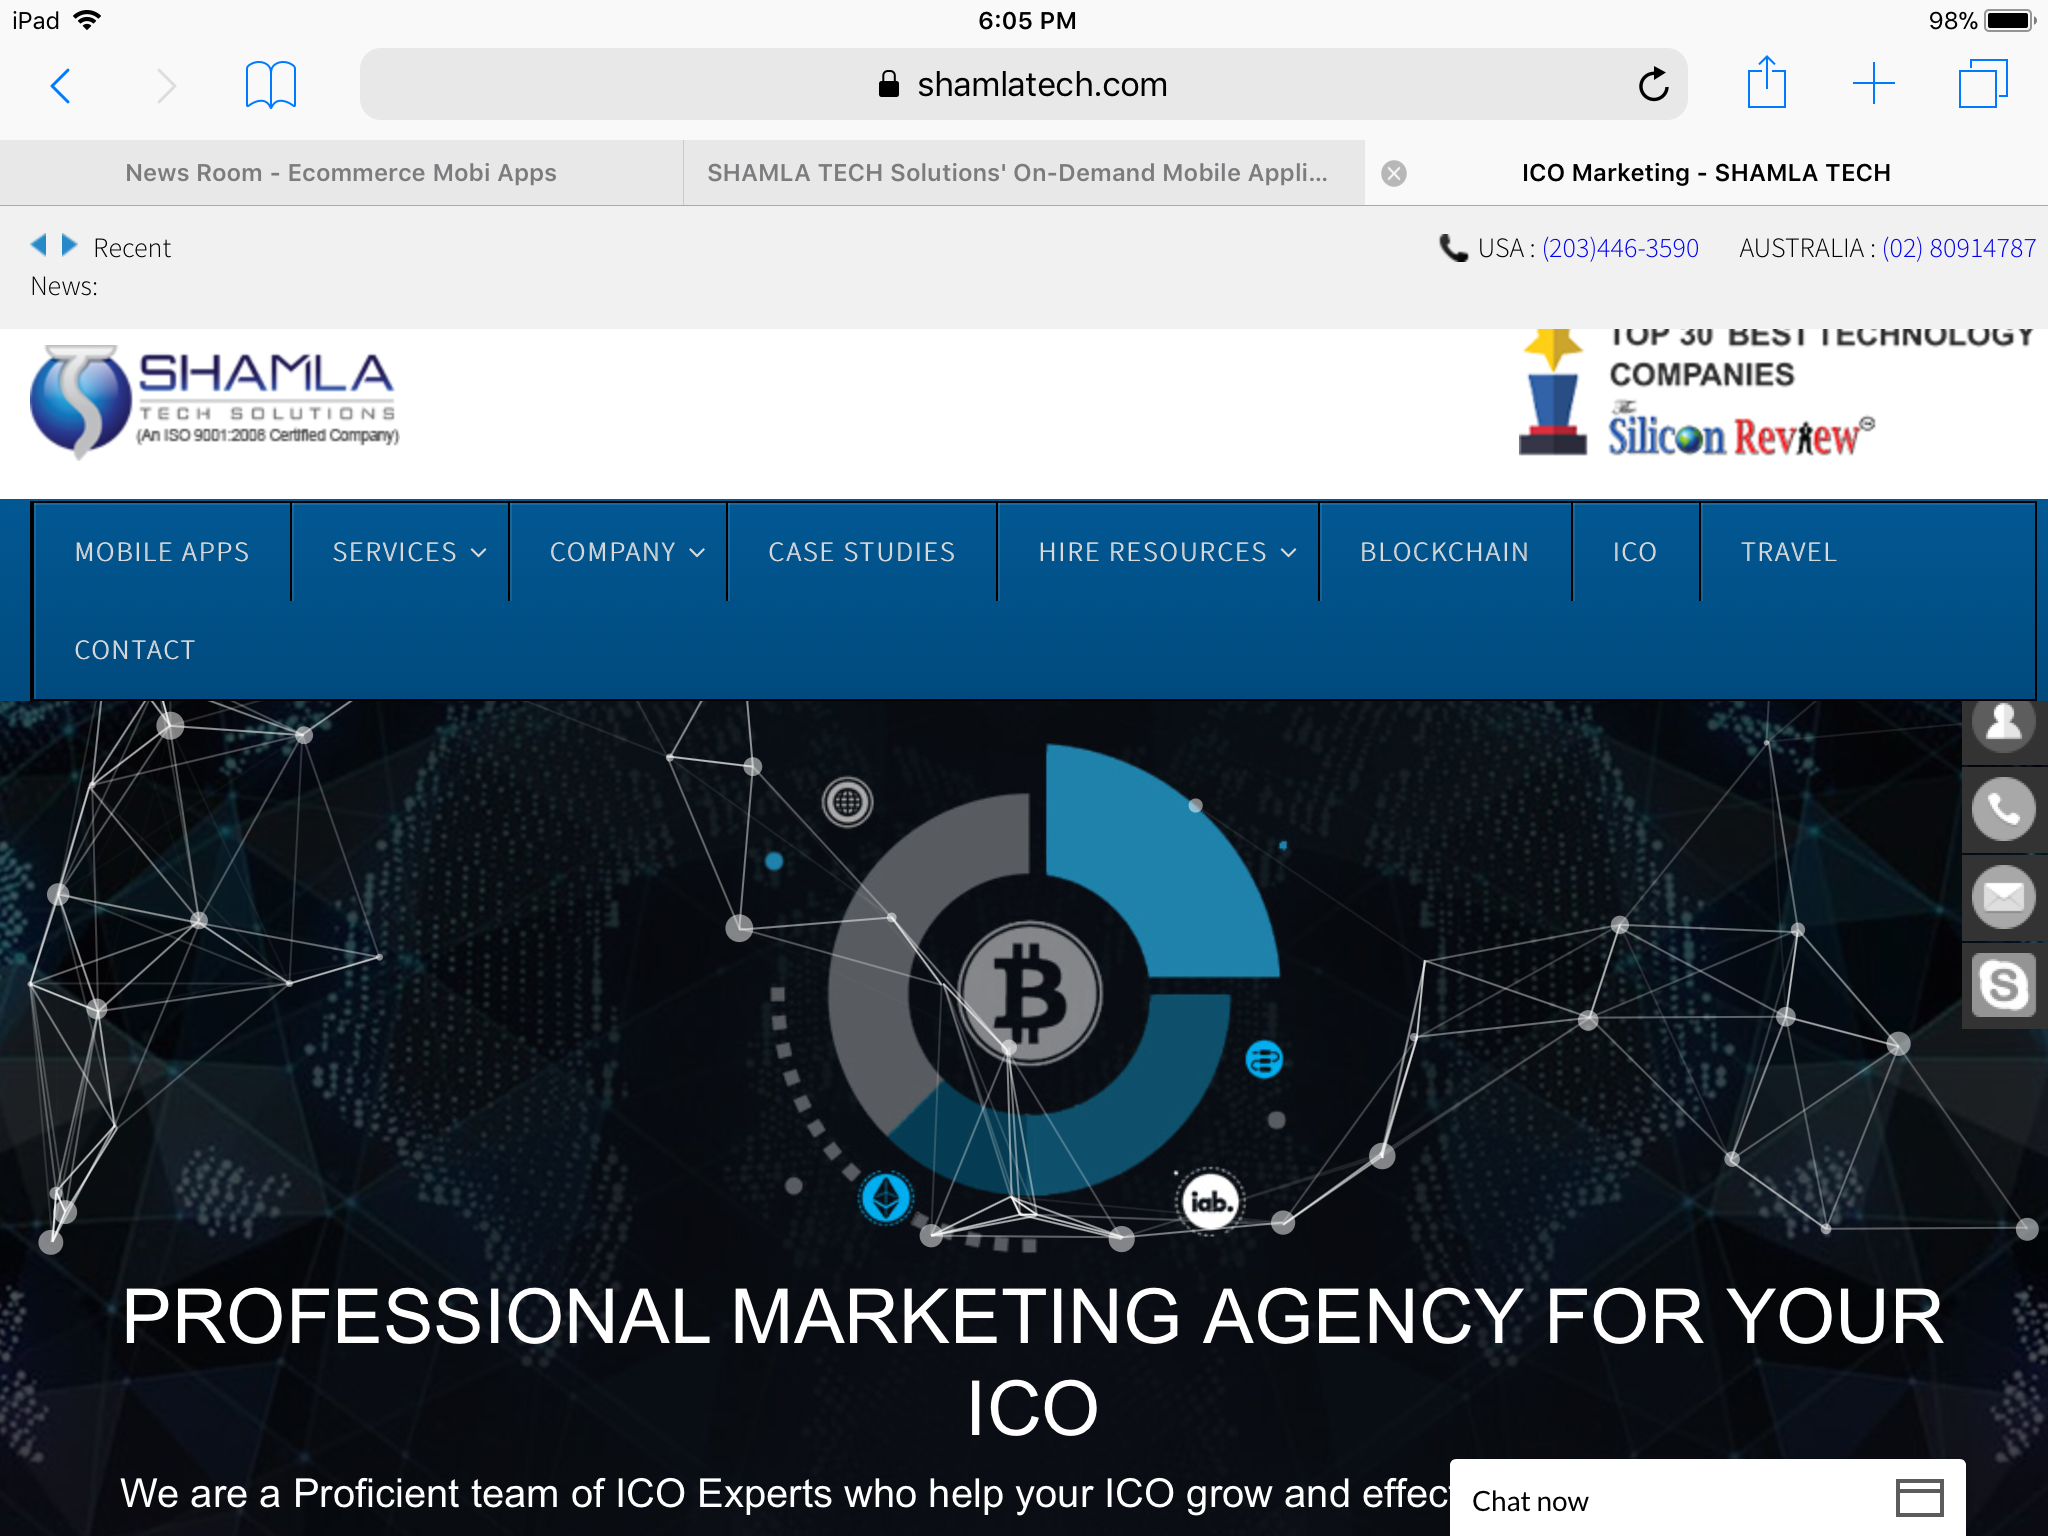 iPad 6:05 PM 98%
shamlatech.com
News Room - Ecommerce Mobi Apps
SHAMLA TECH Solutions' On-Demand Mobile Appli...
ICO Marketing - SHAMLA TECH
Recent
News:
USA : (203)446-3590 AUSTRALIA : (02) 80914787
SHAMLA
TECH SOLUTIONS
(An ISO 9001:2008 Certified Company)
TOP 30 BEST TECHNOLOGY
COMPANIES
The
Silicon Review
MOBILE APPS SERVICES COMPANY CASE STUDIES HIRE RESOURCES BLOCKCHAIN ICO TRAVEL
CONTACT
iab.
PROFESSIONAL MARKETING AGENCY FOR YOUR
ICO
We are a Proficient team of ICO Experts who help your ICO grow and effec
Chat now